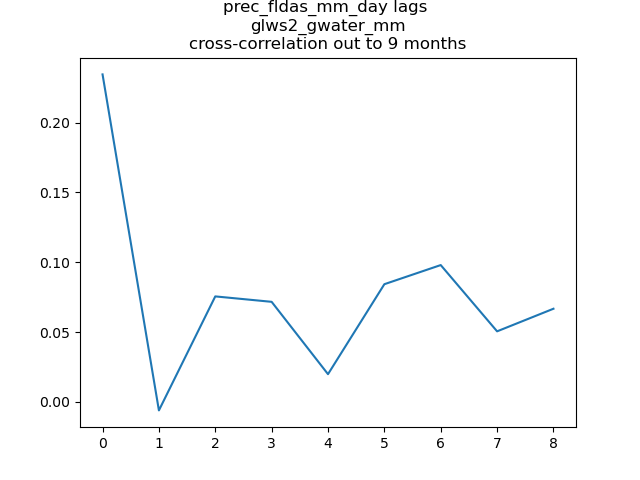 prec_fldas_mm_day lags
glws2_gwater_mm
cross-correlation out to 9 months
0.20
0.15
0.10
0.05
0.00
0 1 2 3 4 5 6 7 8